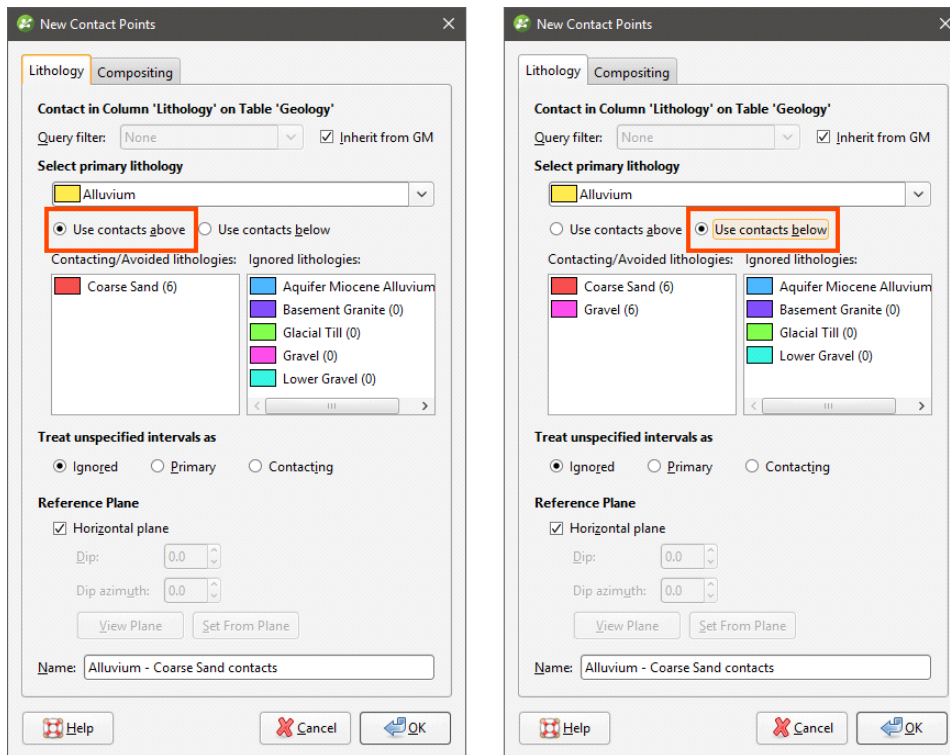 New Contact Points
Lithology Compositing
Contact in Column 'Lithology' on Table 'Geology'
Query filter: None Inherit from GM
Select primary lithology
Alluvium
Use contacts above Use contacts below
Contacting/Avoided lithologies: Ignored lithologies:
Coarse Sand (6) Aquifer Miocene Alluvium
Basement Granite (0)
Glacial Till (0)
Gravel (0)
Lower Gravel (0)
Treat unspecified intervals as
Ignored Primary Contacting
Reference Plane
Horizontal plane
Dip: 0.0
Dip azimuth: 0.0
View Plane Set From Plane
Name: Alluvium - Coarse Sand contacts
Help Cancel OK
New Contact Points
Lithology Compositing
Contact in Column 'Lithology' on Table 'Geology'
Query filter: None Inherit from GM
Select primary lithology
Alluvium
Use contacts above Use contacts below
Contacting/Avoided lithologies: Ignored lithologies:
Coarse Sand (6) Aquifer Miocene Alluvium
Gravel (6) Basement Granite (0)
Glacial Till (0)
Lower Gravel (0)
Treat unspecified intervals as
Ignored Primary Contacting
Reference Plane
Horizontal plane
Dip: 0.0
Dip azimuth: 0.0
View Plane Set From Plane
Name: Alluvium - Coarse Sand contacts
Help Cancel OK